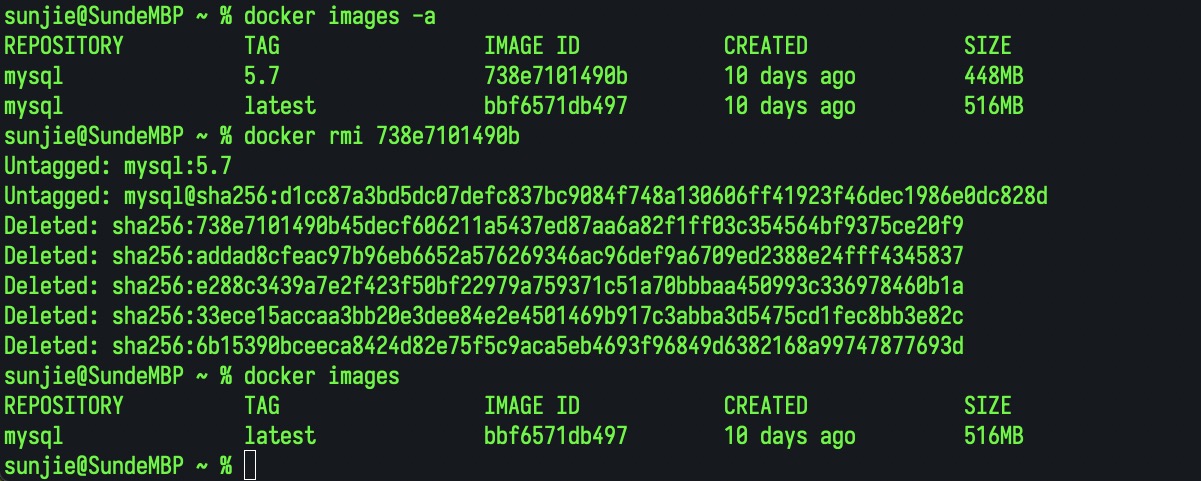 sunjie@SundeMBP ~ % docker images -a
REPOSITORY TAG IMAGE ID CREATED SIZE
mysql 5.7 738e7101490b 10 days ago 448MB
mysql latest bbf6571db497 10 days ago 516MB
sunjie@SundeMBP ~ % docker rmi 738e7101490b
Untagged: mysql:5.7
Untagged: mysql@sha256:d1cc87a3bd5dc07defc837bc9084f748a130606ff41923f46dec1986e0dc828d
Deleted: sha256:738e7101490b45decf606211a5437ed87aa6a82f1ff03c354564bf9375ce20f9
Deleted: sha256:addad8cfeac97b96eb6652a576269346ac96def9a6709ed2388e24fff4345837
Deleted: sha256:e288c3439a7e2f423f50bf22979a759371c51a70bbbaa450993c336978460b1a
Deleted: sha256:33ece15accaa3bb20e3dee84e2e4501469b917c3abba3d5475cd1fec8bb3e82c
Deleted: sha256:6b15390bceeca8424d82e75f5c9aca5eb4693f96849d6382168a99747877693d
sunjie@SundeMBP ~ % docker images
REPOSITORY TAG IMAGE ID CREATED SIZE
mysql latest bbf6571db497 10 days ago 516MB
sunjie@SundeMBP ~ %